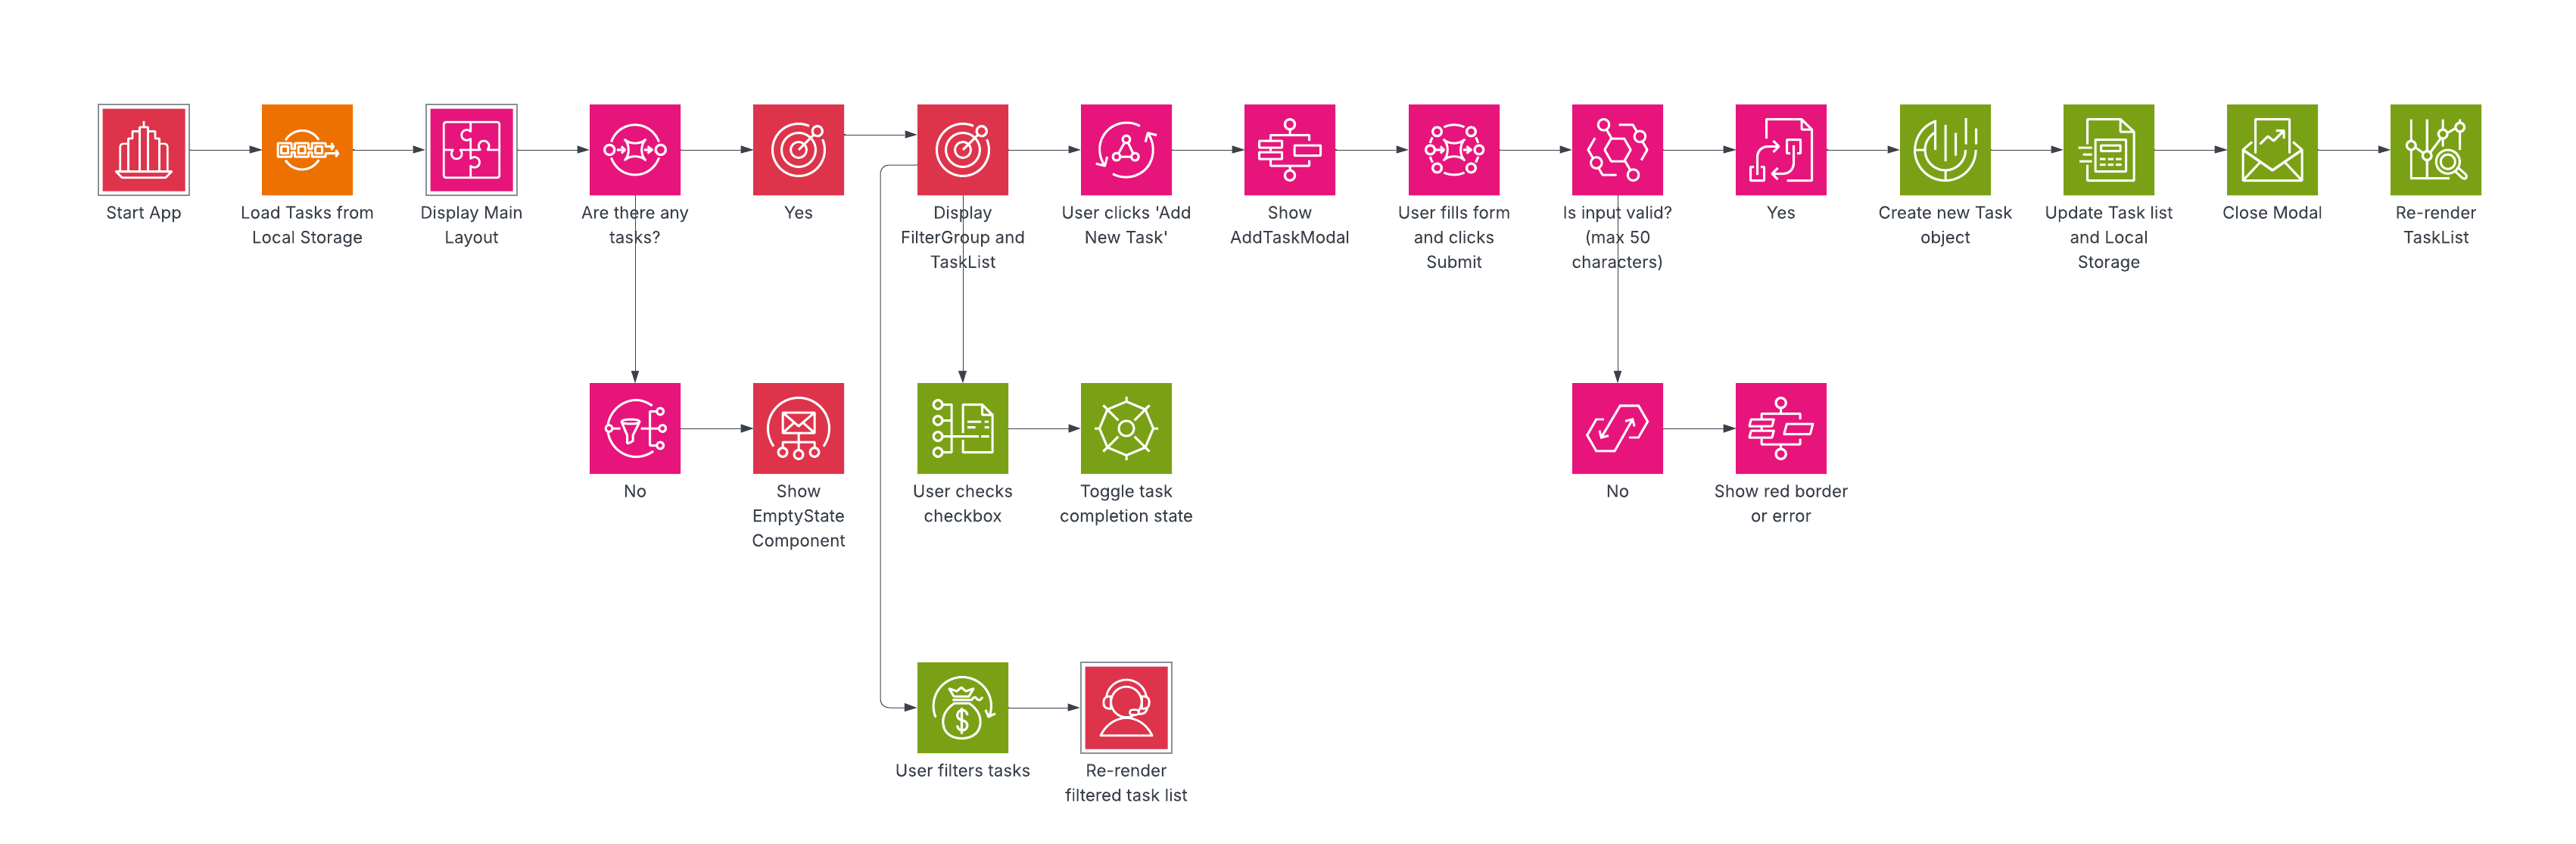 Start App
Load Tasks from
Local Storage
Display Main
Layout
Are there any
tasks?
Yes
Display
FilterGroup and
TaskList
User clicks 'Add
New Task'
Show
AddTaskModal
User fills form
and clicks
Submit
Is input valid?
(max 50
characters)
Yes
Create new Task
object
Update Task list
and Local
Storage
Close Modal
Re-render
TaskList
No
Show
EmptyState
Component
User checks
checkbox
Toggle task
completion state
No
Show red border
or error
$
User filters tasks
Re-render
filtered task list